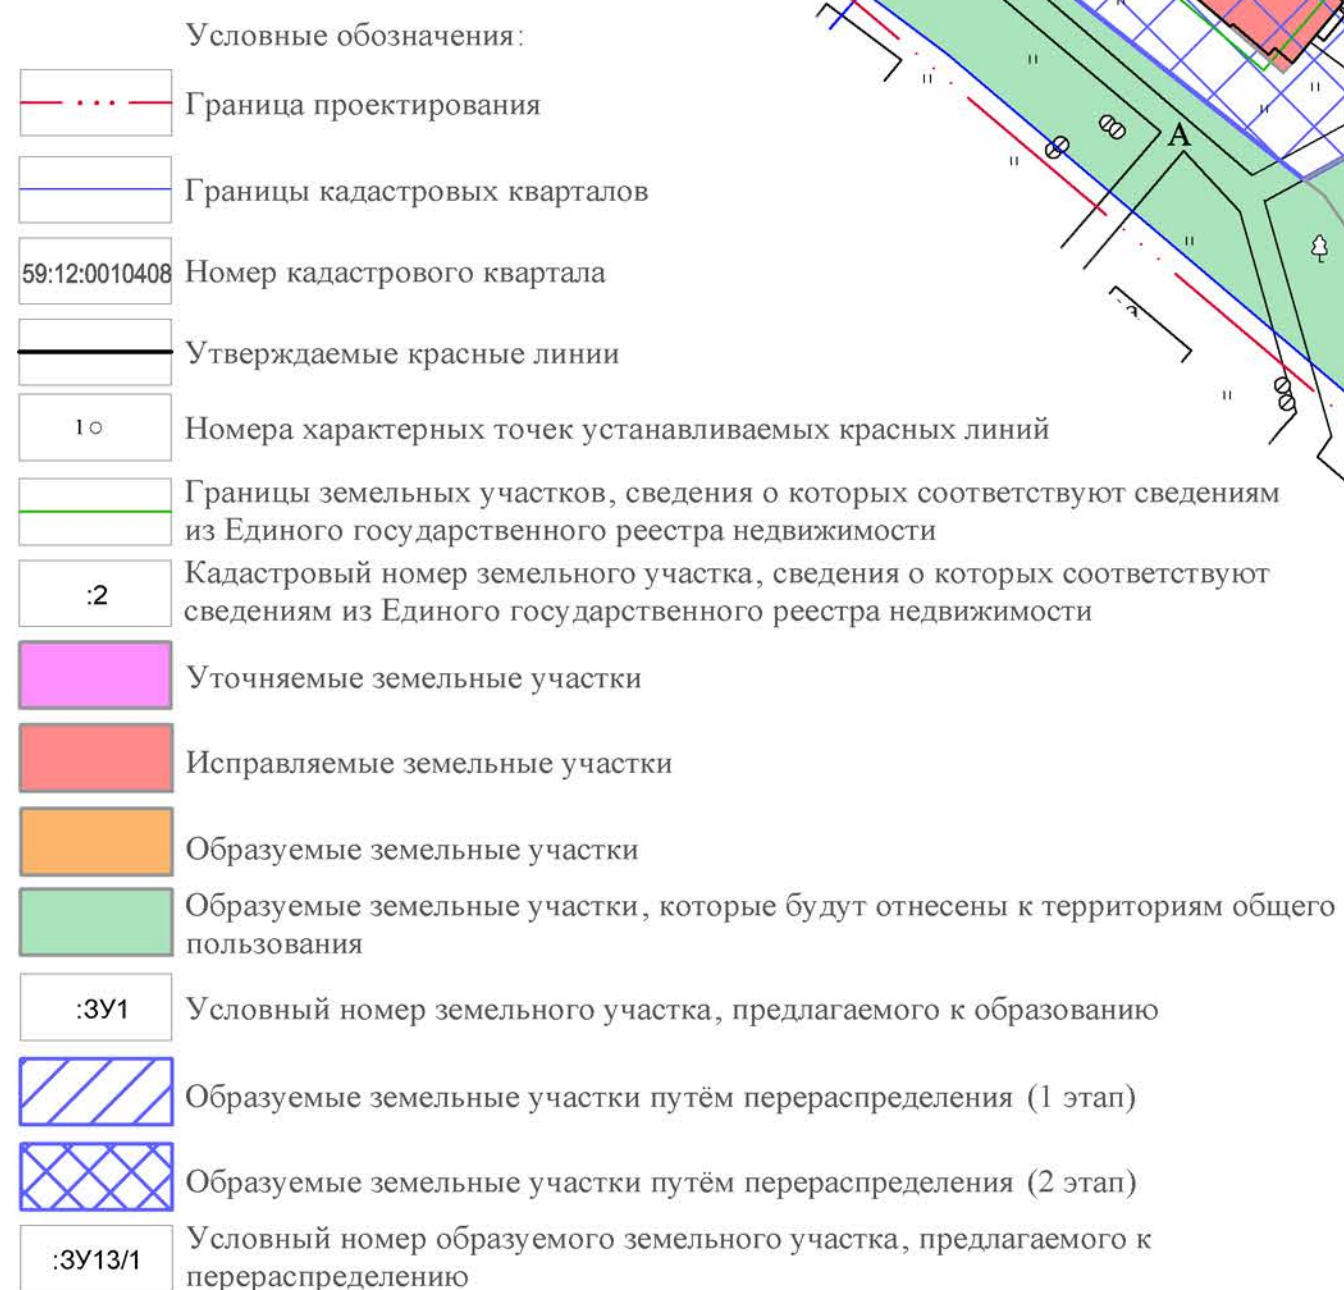 Условные обозначения:
Граница проектирования
Границы кадастровых кварталов
59:12:0010408 Номер кадастрового квартала
Утверждаемые красные линии
1 Номера характерных точек устанавливаемых красных линий
Границы земельных участков, сведения о которых соответствуют сведениям
из Единого государственного реестра недвижимости
:2
Кадастровый номер земельного участка, сведения о которых соответствуют
сведениям из Единого государственного реестра недвижимости
Уточняемые земельные участки
Исправляемые земельные участки
Образуемые земельные участки
Образуемые земельные участки, которые будут отнесены к территориям общего
пользования
:ЗУ1 Условный номер земельного участка, предлагаемого к образованию
Образуемые земельные участки путём перераспределения (1 этап)
Образуемые земельные участки путём перераспределения (2 этап)
:ЗУ13/1
Условный номер образуемого земельного участка, предлагаемого к
перераспределению
А